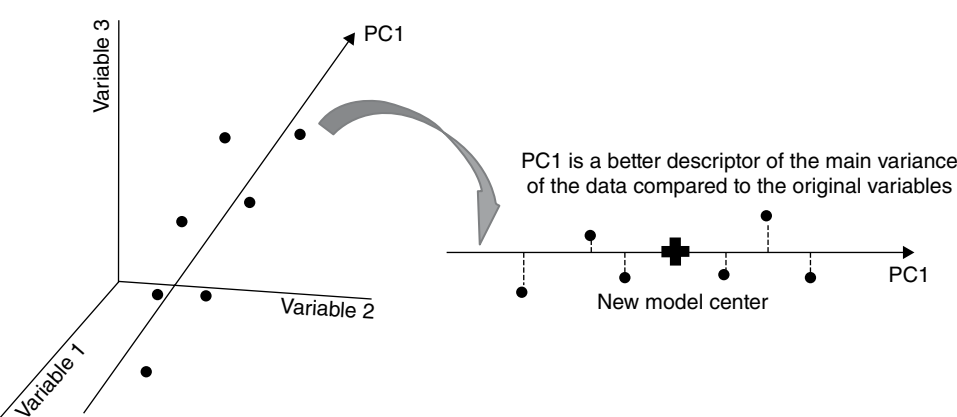 Variable 3
PC1
Variable 2
Variable 1
PC1 is a better descriptor of the main variance
of the data compared to the original variables
PC1
New model center